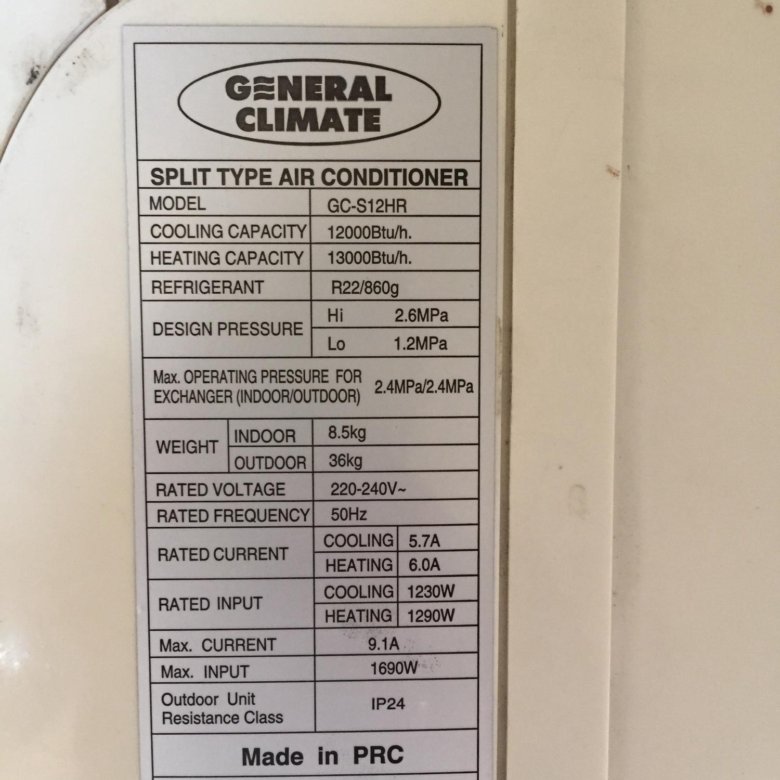 GENERAL
CLIMATE
SPLIT TYPE AIR CONDITIONER
MODEL GC-S12HR
COOLING CAPACITY 12000Btu/h.
HEATING CAPACITY 13000Btu/h.
REFRIGERANT R22/860g
DESIGN PRESSURE
Hi 2.6MPa
Lo 1.2MPa
Max. OPERATING PRESSURE FOR
EXCHANGER (INDOOR/OUTDOOR) 2.4MPa/2.4MPa
WEIGHT
INDOOR 8.5kg
OUTDOOR 36kg
RATED VOLTAGE 220-240V~
RATED FREQUENCY 50Hz
RATED CURRENT
COOLING 5.7A
HEATING 6.0A
RATED INPUT
COOLING 1230W
HEATING 1290W
Max. CURRENT 9.1A
Max. INPUT 1690W
Outdoor Unit
Resistance Class IP24
Made in PRC